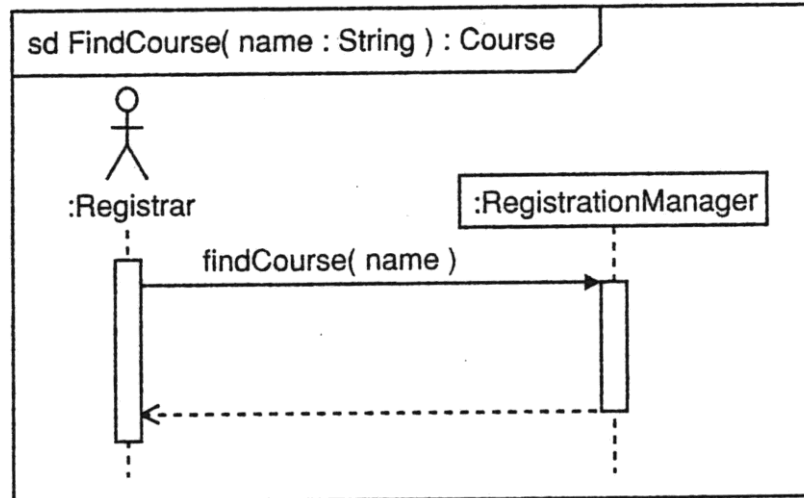 sd FindCourse( name : String ) : Course
:Registrar
:RegistrationManager
findCourse( name )